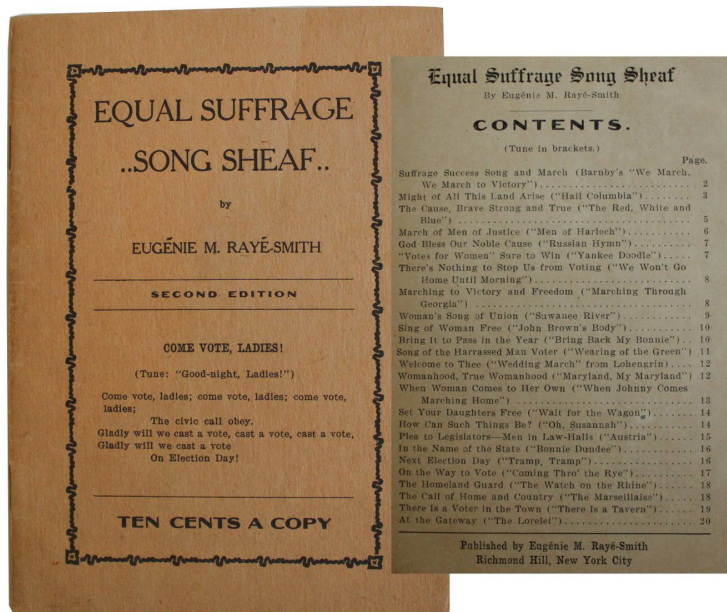 EQUAL SUFFRAGE
..SONG SHEAF..
by
EUGÉNIE M. RAYÉ-SMITH
SECOND EDITION
COME VOTE, LADIES!
(Tune: "Good-night, Ladies!")
Come vote, ladies; come vote, ladies; come vote,
ladies;
The civic call obey.
Gladly will we cast a vote, cast a vote, cast a vote,
Gladly will we cast a vote
On Election Day!
TEN CENTS A COPY
Equal Suffrage Song Sheaf
By Eugénie M. Rayé-Smith
CONTENTS.
(Tune in brackets.)
Page.
Suffrage Success Song and March (Barnby's "We March,
We March to Victory") 2
Might of All This Land Arise ("Hail Columbia") 3
The Cause, Brave Strong and True ("The Red, White and
Blue") 5
March of Men of Justice ("Men of Harlech") 6
God Bless Our Noble Cause ("Russian Hymn") 7
"Votes for Women" Sure to Win ("Yankee Doodle") 7
There's Nothing to Stop Us from Voting ("We Won't Go
Home Until Morning") 8
Marching to Victory and Freedom ("Marching Through
Georgia") 8
Woman's Song of Union ("Suwanee River") 9
Sing of Woman Free ("John Brown's Body") 10
Bring it to Pass in the Year ("Bring Back My Bonnie") 10
Song of the Harrassed Man Voter ("Wearing of the Green") 11
Welcome to Thee ("Wedding March" from Lohengrin) 12
Womanhood, True Womanhood ("Maryland, My Maryland") 12
When Woman Comes to Her Own ("When Johnny Comes
Marching Home") 13
Set Your Daughters Free ("Wait for the Wagon") 14
How Can Such Things Be? ("Oh, Susannah") 14
Plea to Legislators—Men in Law-Halls ("Austria") 15
In the Name of the State ("Bonnie Dundee") 16
Next Election Day ("Tramp, Tramp") 16
On the Way to Vote ("Coming Thro' the Rye") 17
The Homeland Guard ("The Watch on the Rhine") 18
The Call of Home and Country ("The Marseillaise") 18
There is a Voter in the Town ("There Is a Tavern") 19
At the Gateway ("The Lorelei") 20
Published by Eugénie M. Rayé-Smith
Richmond Hill, New York City